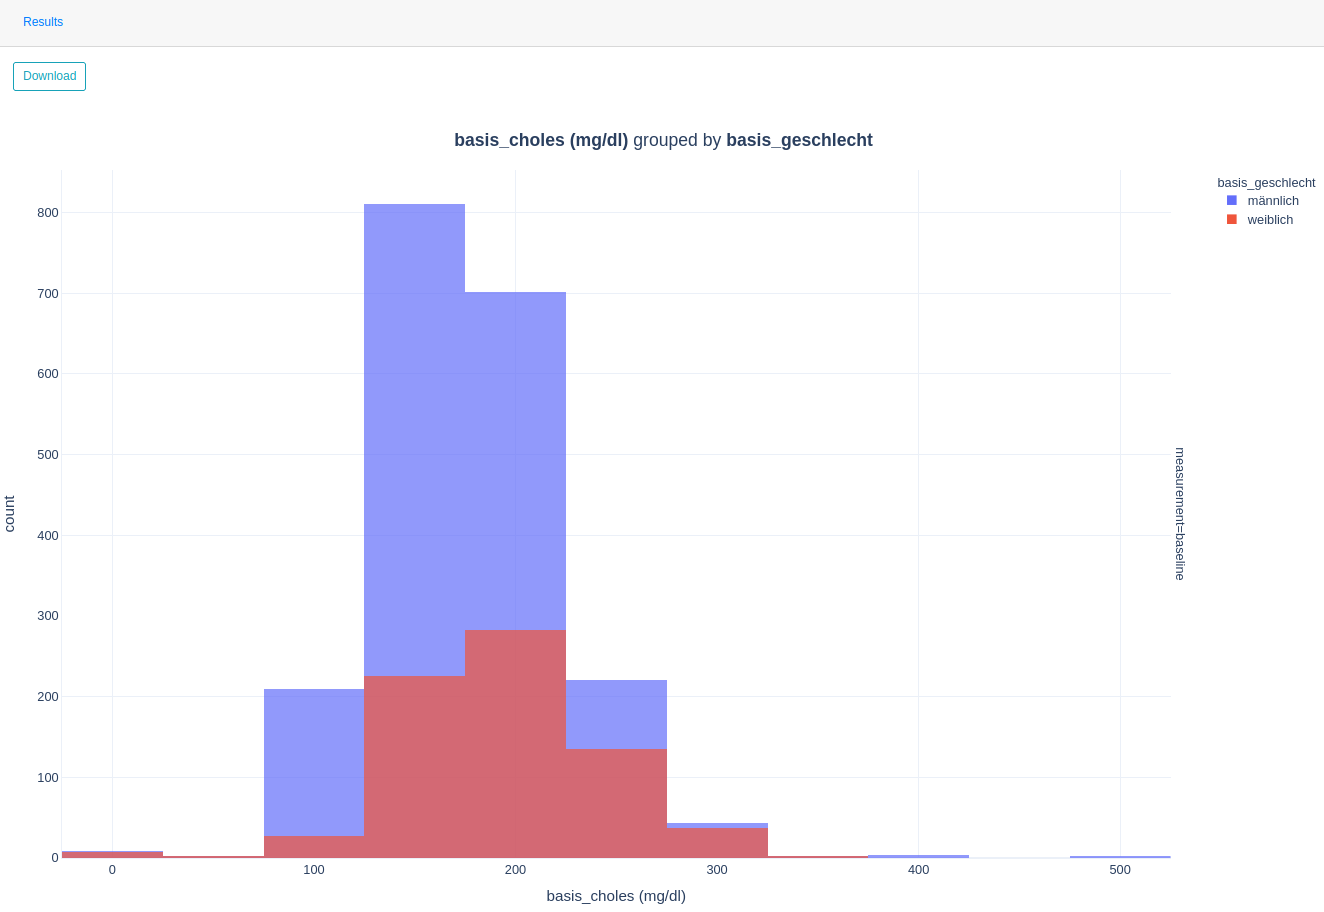 Results
Download
basis_choles (mg/dl) grouped by basis_geschlecht
basis_geschlecht
männlich
weiblich
800
700
600
500
400
300
200
100
0
count
measurement=baseline
0 100 200 300 400 500
basis_choles (mg/dl)